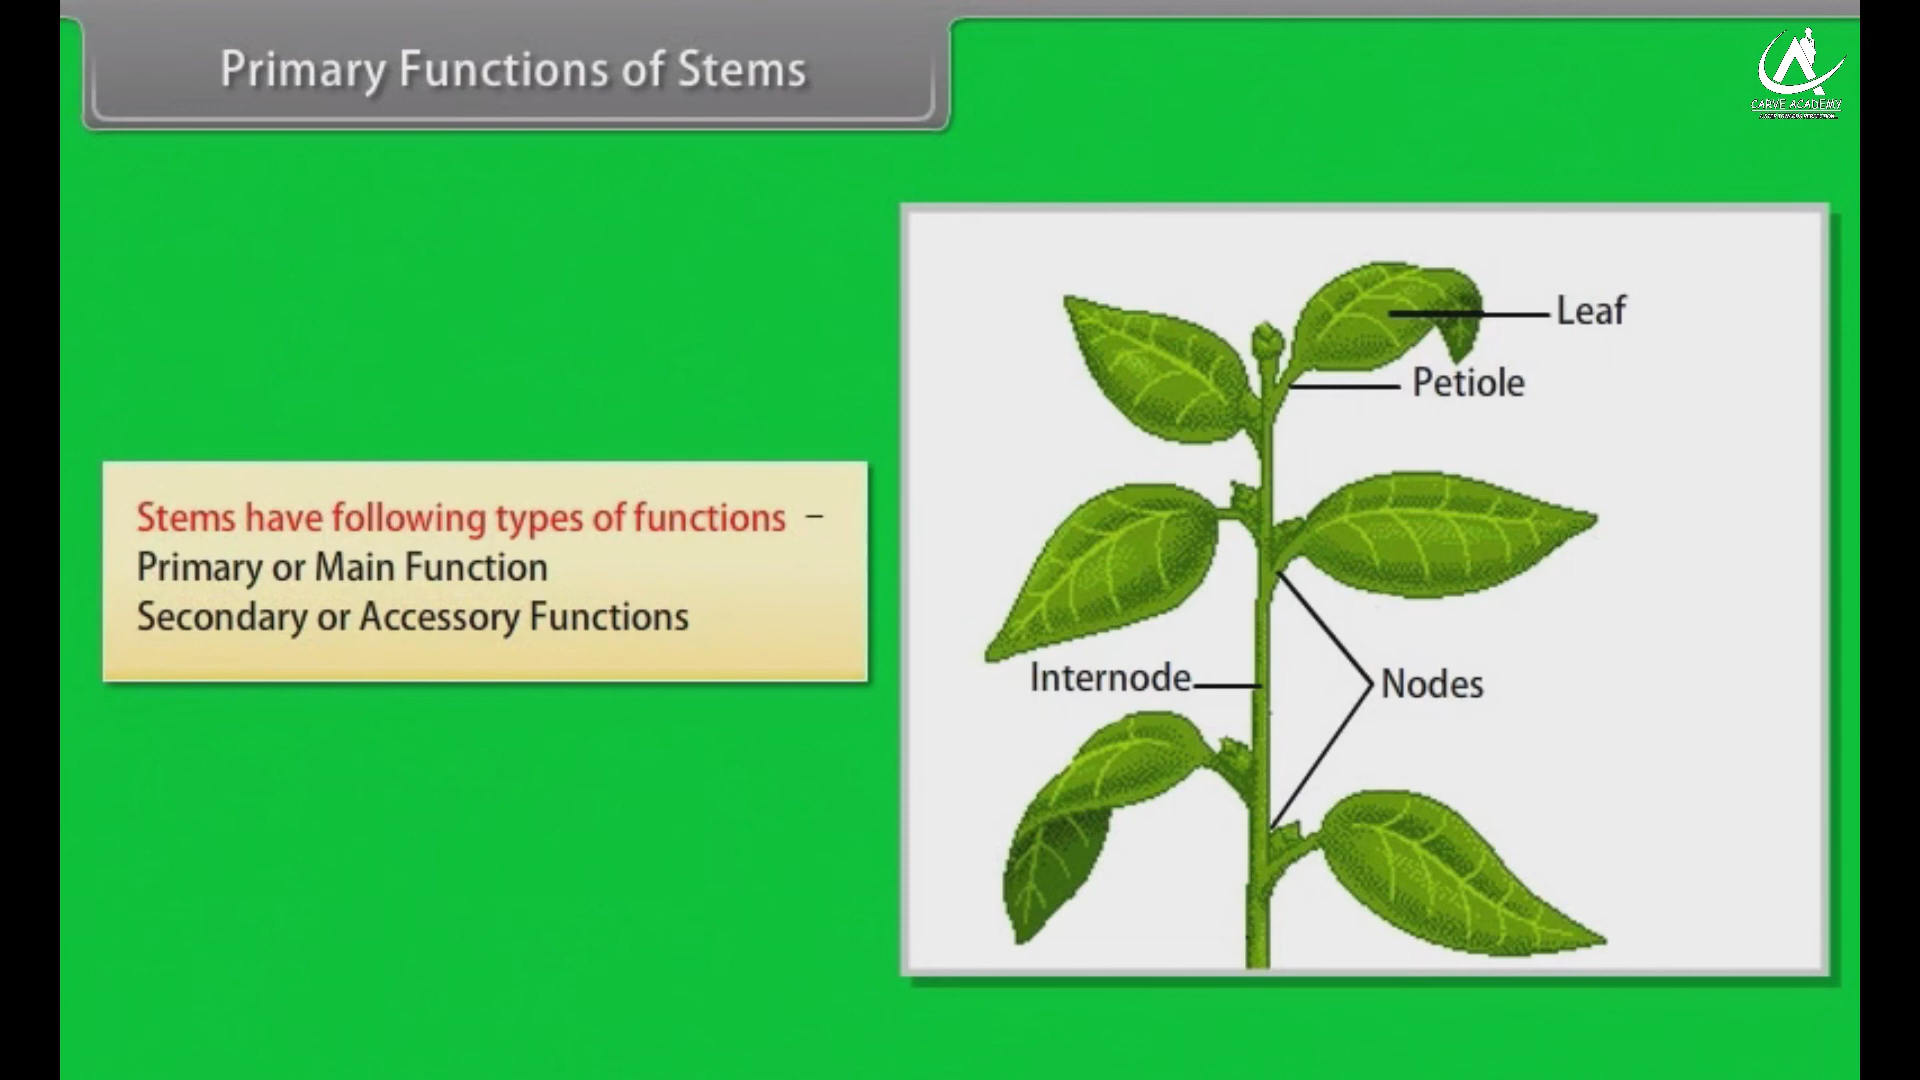 Primary Functions of Stems
CARVE ACADEMY
Leaf
Petiole
Stems have following types of functions –
Primary or Main Function
Secondary or Accessory Functions
Internode
Nodes